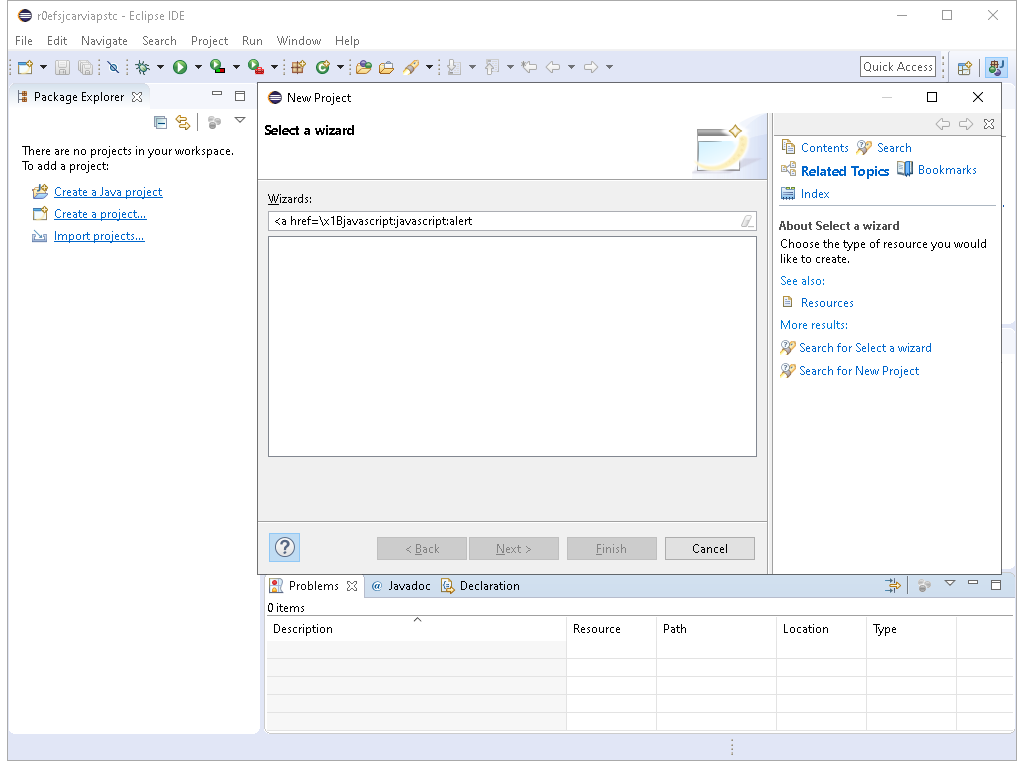 r0efsjcarviapstc - Eclipse IDE
File Edit Navigate Search Project Run Window Help
Quick Access
Package Explorer
There are no projects in your workspace.
To add a project:
Create a Java project
Create a project...
Import projects...
New Project
Select a wizard
Wizards:
<a href=\x1Bjavascript:javascript:alert
< Back Next > Finish Cancel
Contents Search
Related Topics Bookmarks
Index
About Select a wizard
Choose the type of resource you would
like to create.
See also:
Resources
More results:
Search for Select a wizard
Search for New Project
Problems @ Javadoc Declaration
0 items
Description Resource Path Location Type